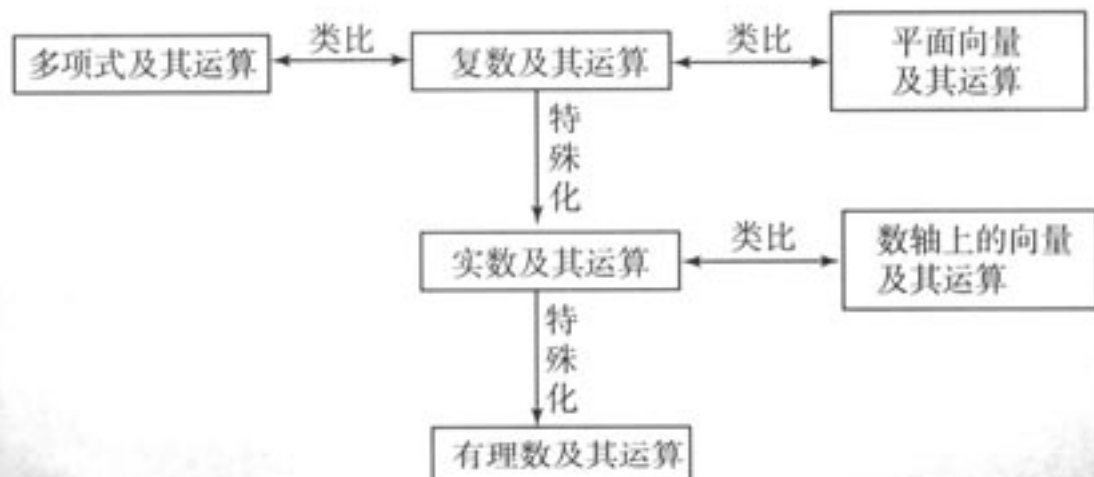 多项式及其运算
类比
复数及其运算
类比
平面向量
及其运算
特
殊
化
实数及其运算
类比
数轴上的向量
及其运算
特
殊
化
有理数及其运算